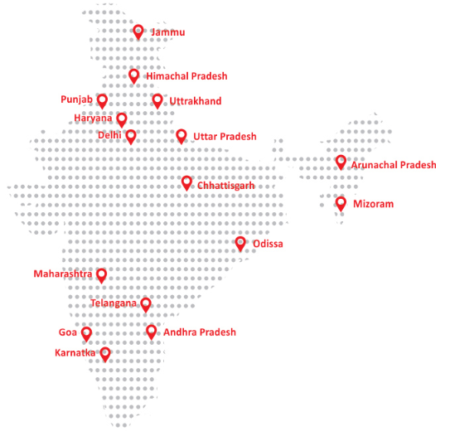 Jammu
Himachal Pradesh
Punjab
Uttrakhand
Haryana
Delhi
Uttar Pradesh
Arunachal Pradesh
Chhattisgarh
Mizoram
Odissa
Maharashtra
Telangana
Goa
Andhra Pradesh
Karnatka